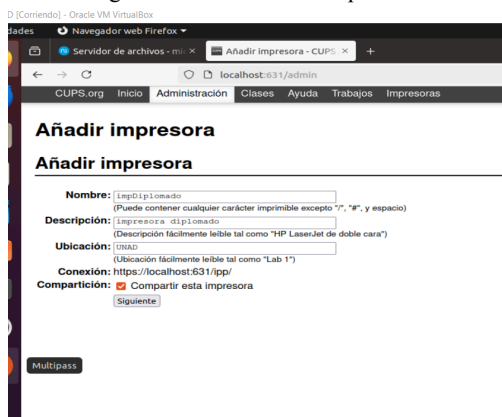 D [Corriendo] - Oracle VM VirtualBox
dades Navegador web Firefox
Servidor de archivos - mi × Añadir impresora - CUPS × +
localhost:631/admin
CUPS.org Inicio Administración Clases Ayuda Trabajos Impresoras
Añadir impresora
Añadir impresora
Nombre: impDiplomado
(Puede contener cualquier carácter imprimible excepto "/", "#", y espacio)
Descripción: impresora diplomado
(Descripción fácilmente leíble tal como "HP LaserJet de doble cara")
Ubicación: UNAD
(Ubicación fácilmente leíble tal como "Lab 1")
Conexión: https://localhost:631/ipp/
Compartición: Compartir esta impresora
Siguiente
Multipass